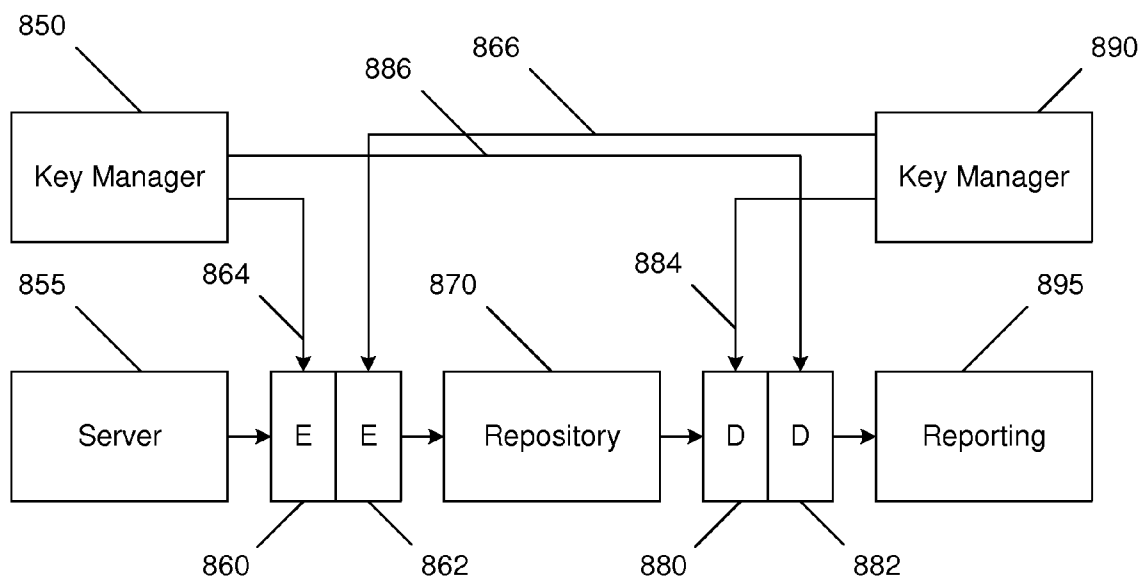 850
866
890
886
Key Manager
Key Manager
864
884
855
870
895
Server
E
E
Repository
D
D
Reporting
860
862
880
882